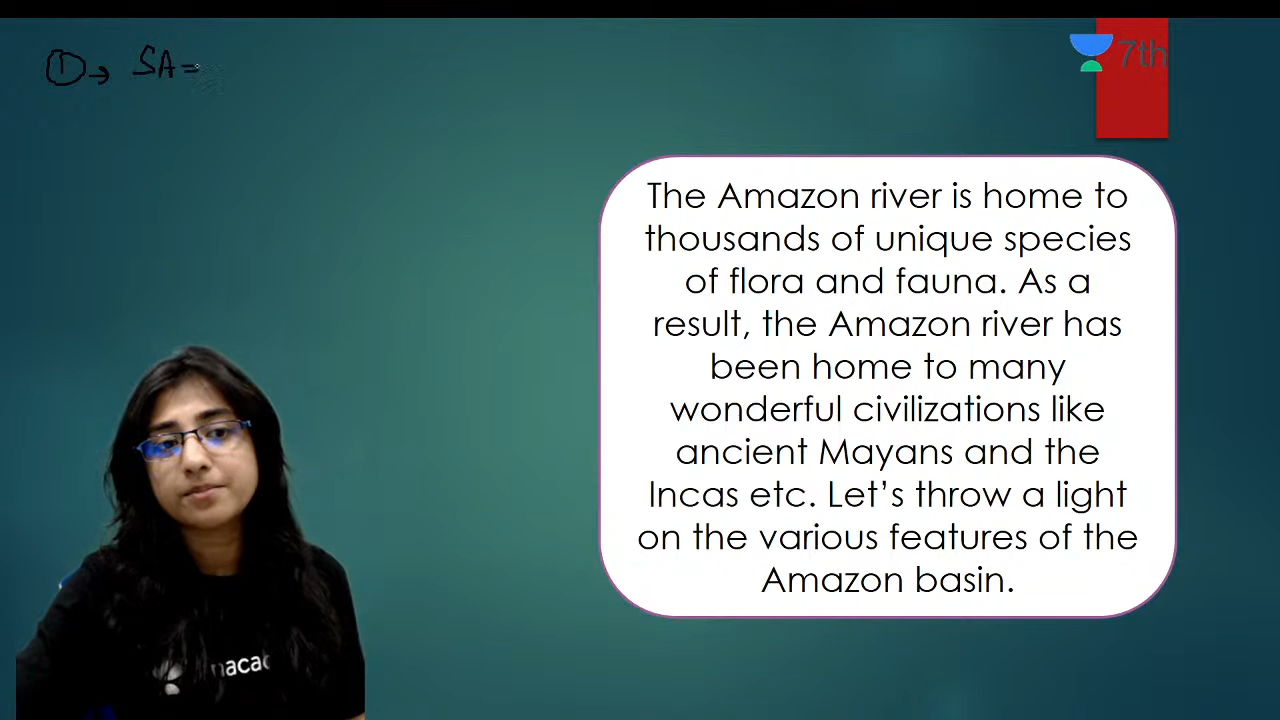 ① → SA =
7th
The Amazon river is home to
thousands of unique species
of flora and fauna. As a
result, the Amazon river has
been home to many
wonderful civilizations like
ancient Mayans and the
Incas etc. Let’s throw a light
on the various features of the
Amazon basin.
nacad